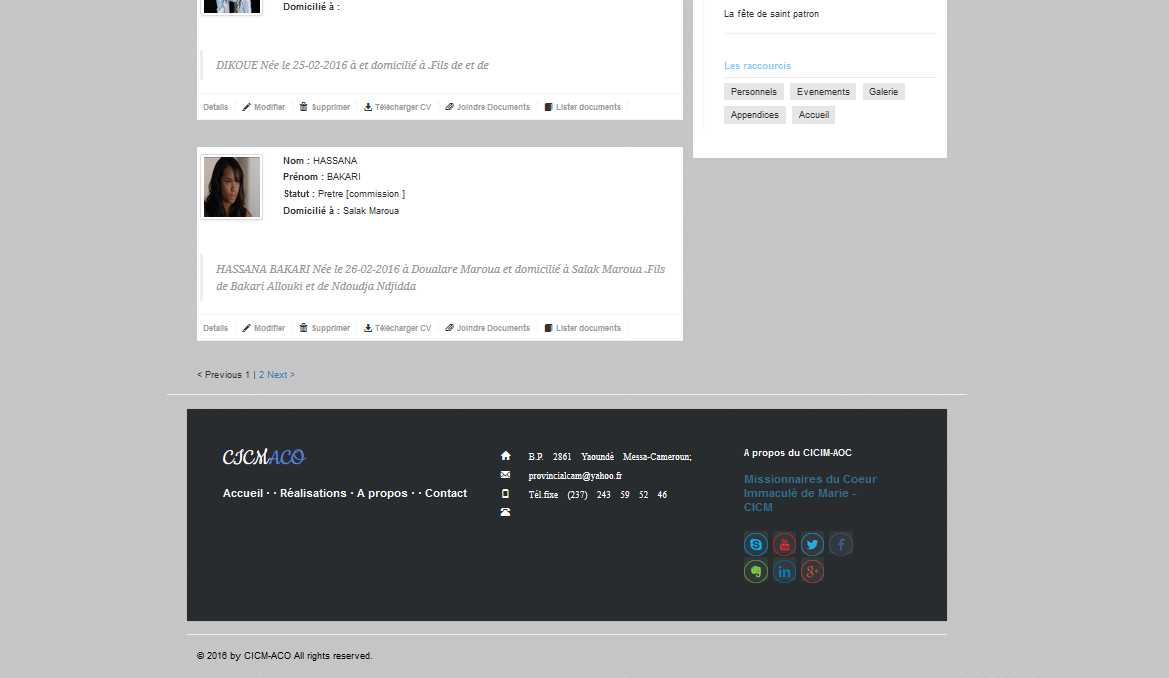 Domicilié à :
DIKOUE Née le 25-02-2016 à et domicilié à .Fils de et de
Details Modifier Supprimer Télécharger CV Joindre Documents Lister documents
Nom : HASSANA
Prénom : BAKARI
Statut : Pretre [commission ]
Domicilié à : Salak Maroua
HASSANA BAKARI Née le 26-02-2016 à Doualare Maroua et domicilié à Salak Maroua .Fils
de Bakari Allouki et de Ndoudja Ndjidda
Details Modifier Supprimer Télécharger CV Joindre Documents Lister documents
< Previous 1 | 2 Next >
La fête de saint patron
Les raccourcis
Personnels Evenements Galerie
Appendices Accueil
CICMACO
Accueil · · Réalisations · A propos · · Contact
B.P. 2861 Yaoundé Messa-Cameroun;
provincialcam@yahoo.fr
Tél.fixe (237) 243 59 52 46
A propos du CICIM-AOC
Missionnaires du Coeur
Immaculé de Marie -
CICM
© 2016 by CICM-ACO All rights reserved.